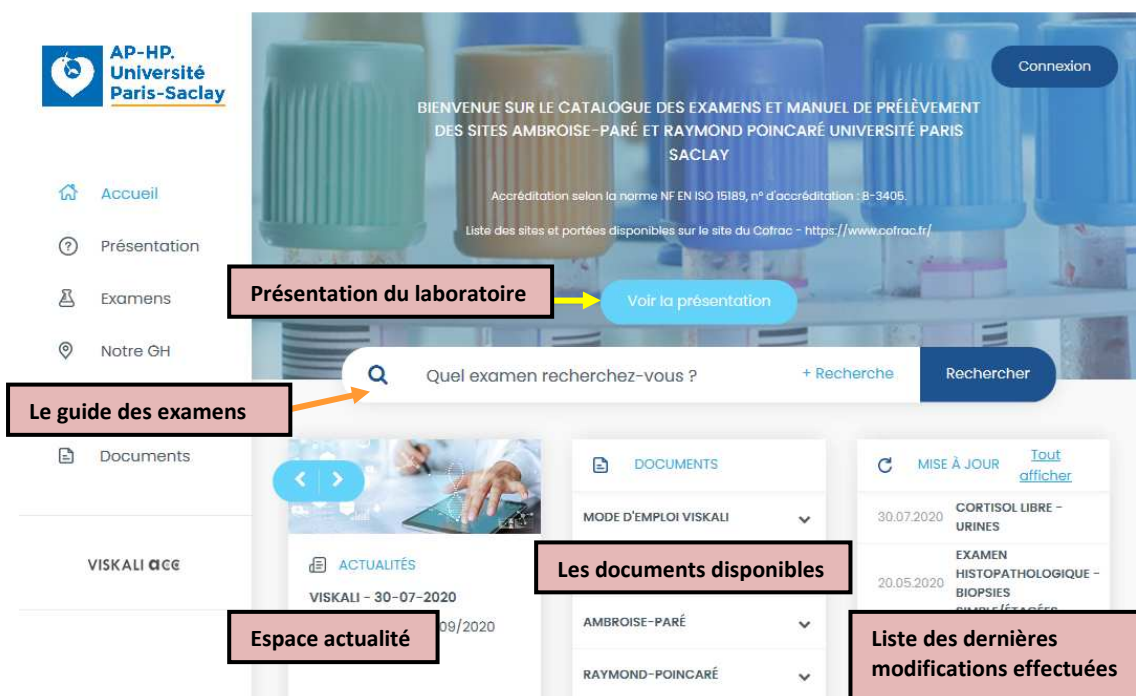 AP-HP.
Université
Paris-Saclay
Connexion
BIENVENUE SUR LE CATALOGUE DES EXAMENS ET MANUEL DE PRÉLÈVEMENT
DES SITES AMBROISE-PARÉ ET RAYMOND POINCARÉ UNIVERSITÉ PARIS
SACLAY
Accréditation selon la norme NF EN ISO 15189, n° d'accréditation : 8-3405.
Liste des sites et portées disponibles sur le site du Cofrac - https://www.cofrac.fr/
Accueil
Présentation
Examens
Notre GH
Présentation du laboratoire
Voir la présentation
Quel examen recherchez-vous ?
+ Recherche
Rechercher
Le guide des examens
Documents
VISKALI acc
ACTUALITÉS
VISKALI - 30-07-2020
09/2020
Espace actualité
DOCUMENTS
MODE D'EMPLOI VISKALI
Les documents disponibles
AMBROISE-PARÉ
RAYMOND-POINCARÉ
MISE À JOUR
Tout
afficher
30.07.2020
CORTISOL LIBRE -
URINES
20.05.2020
EXAMEN
HISTOPATHOLOGIQUE -
BIOPSIES
SIMPLE/ÉTAGÉES
Liste des dernières
modifications effectuées